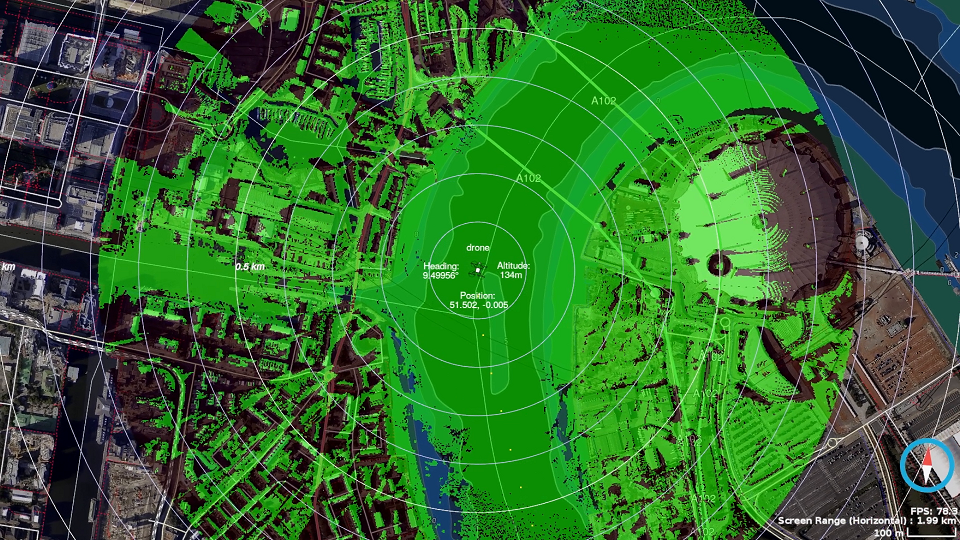 A102
A102
drone
km
0.5 km
Heading:
9.49956°
Altitude:
134m
Position:
51.502, -0.005
A102
FPS: 78.3
Screen Range (Horizontal) : 1.99 km
100 m